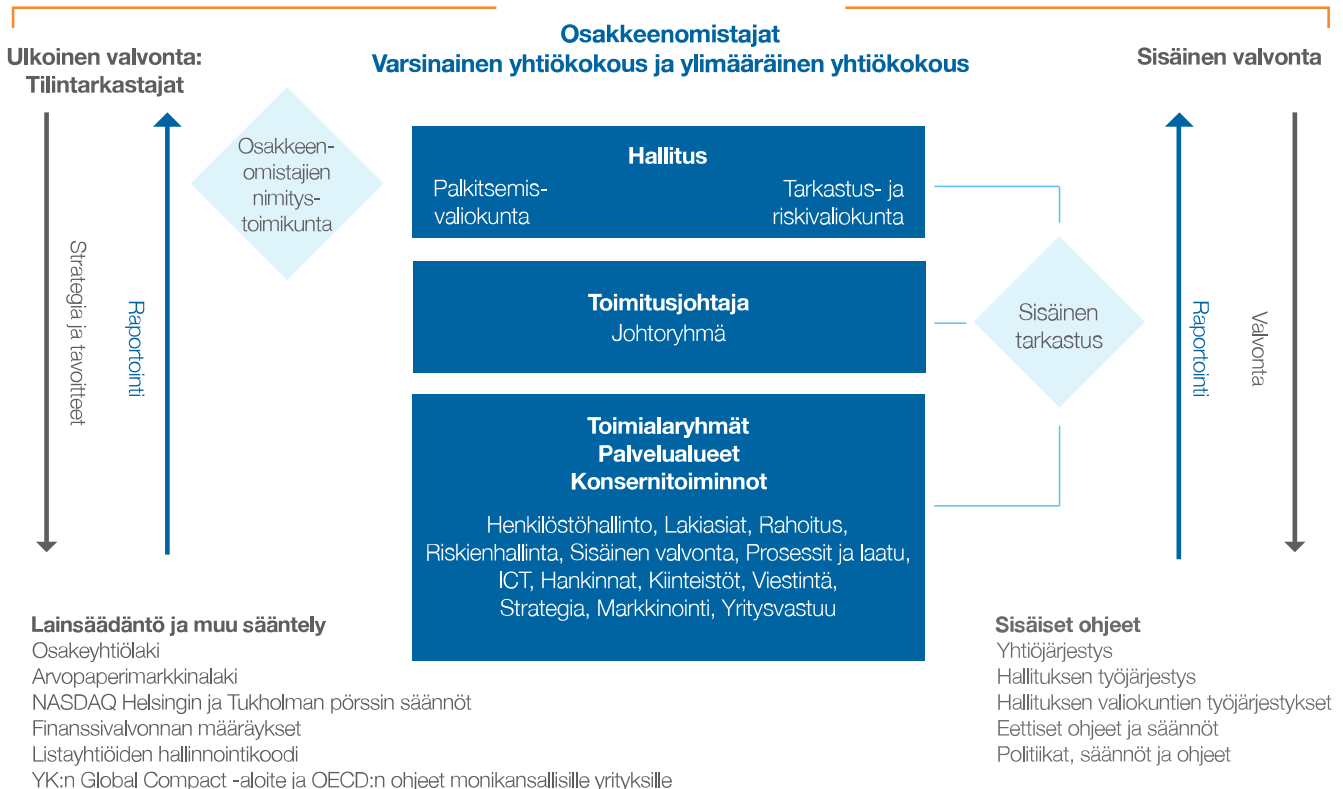 Osakkeenomistajat
Varsinainen yhtiökokous ja ylimääräinen yhtiökokous
Ulkoinen valvonta:
Tilintarkastajat
Sisäinen valvonta
Strategia ja tavoitteet
Raportointi
Osakkeen-
omistajien
nimitys-
toimikunta
Hallitus
Palkitsemis-
valiokunta
Tarkastus- ja
riskivaliokunta
Toimitusjohtaja
Johtoryhmä
Sisäinen
tarkastus
Raportointi
Valvonta
Toimialaryhmät
Palvelualueet
Konsernitoiminnot
Henkilöstöhallinto, Lakiasiat, Rahoitus,
Riskienhallinta, Sisäinen valvonta, Prosessit ja laatu,
ICT, Hankinnat, Kiinteistöt, Viestintä,
Strategia, Markkinointi, Yritysvastuu
Lainsäädäntö ja muu sääntely
Osakeyhtiölaki
Arvopaperimarkkinalaki
NASDAQ Helsingin ja Tukholman pörssin säännöt
Finanssivalvonnan määräykset
Listayhtiöiden hallinnointikoodi
YK:n Global Compact -aloite ja OECD:n ohjeet monikansallisille yrityksille
Sisäiset ohjeet
Yhtiöjärjestys
Hallituksen työjärjestys
Hallituksen valiokuntien työjärjestykset
Eettiset ohjeet ja säännöt
Politiikat, säännöt ja ohjeet